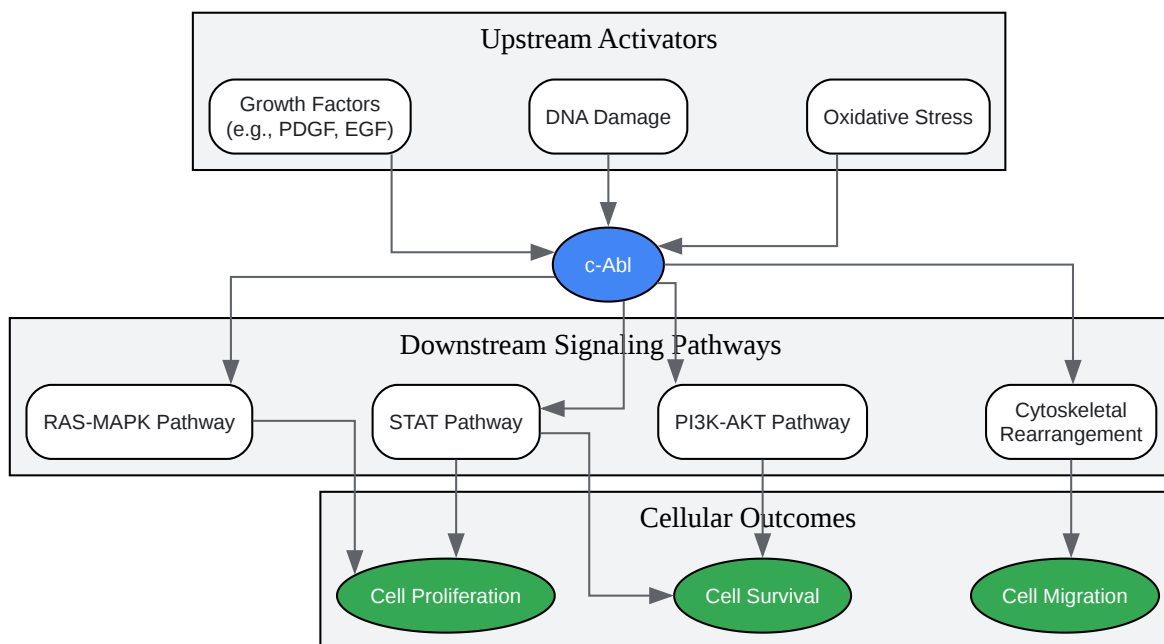 Upstream Activators
Growth Factors
(e.g., PDGF, EGF)
DNA Damage
Oxidative Stress
c-Abl
Downstream Signaling Pathways
RAS-MAPK Pathway
STAT Pathway
PI3K-AKT Pathway
Cytoskeletal
Rearrangement
Cellular Outcomes
Cell Proliferation
Cell Survival
Cell Migration